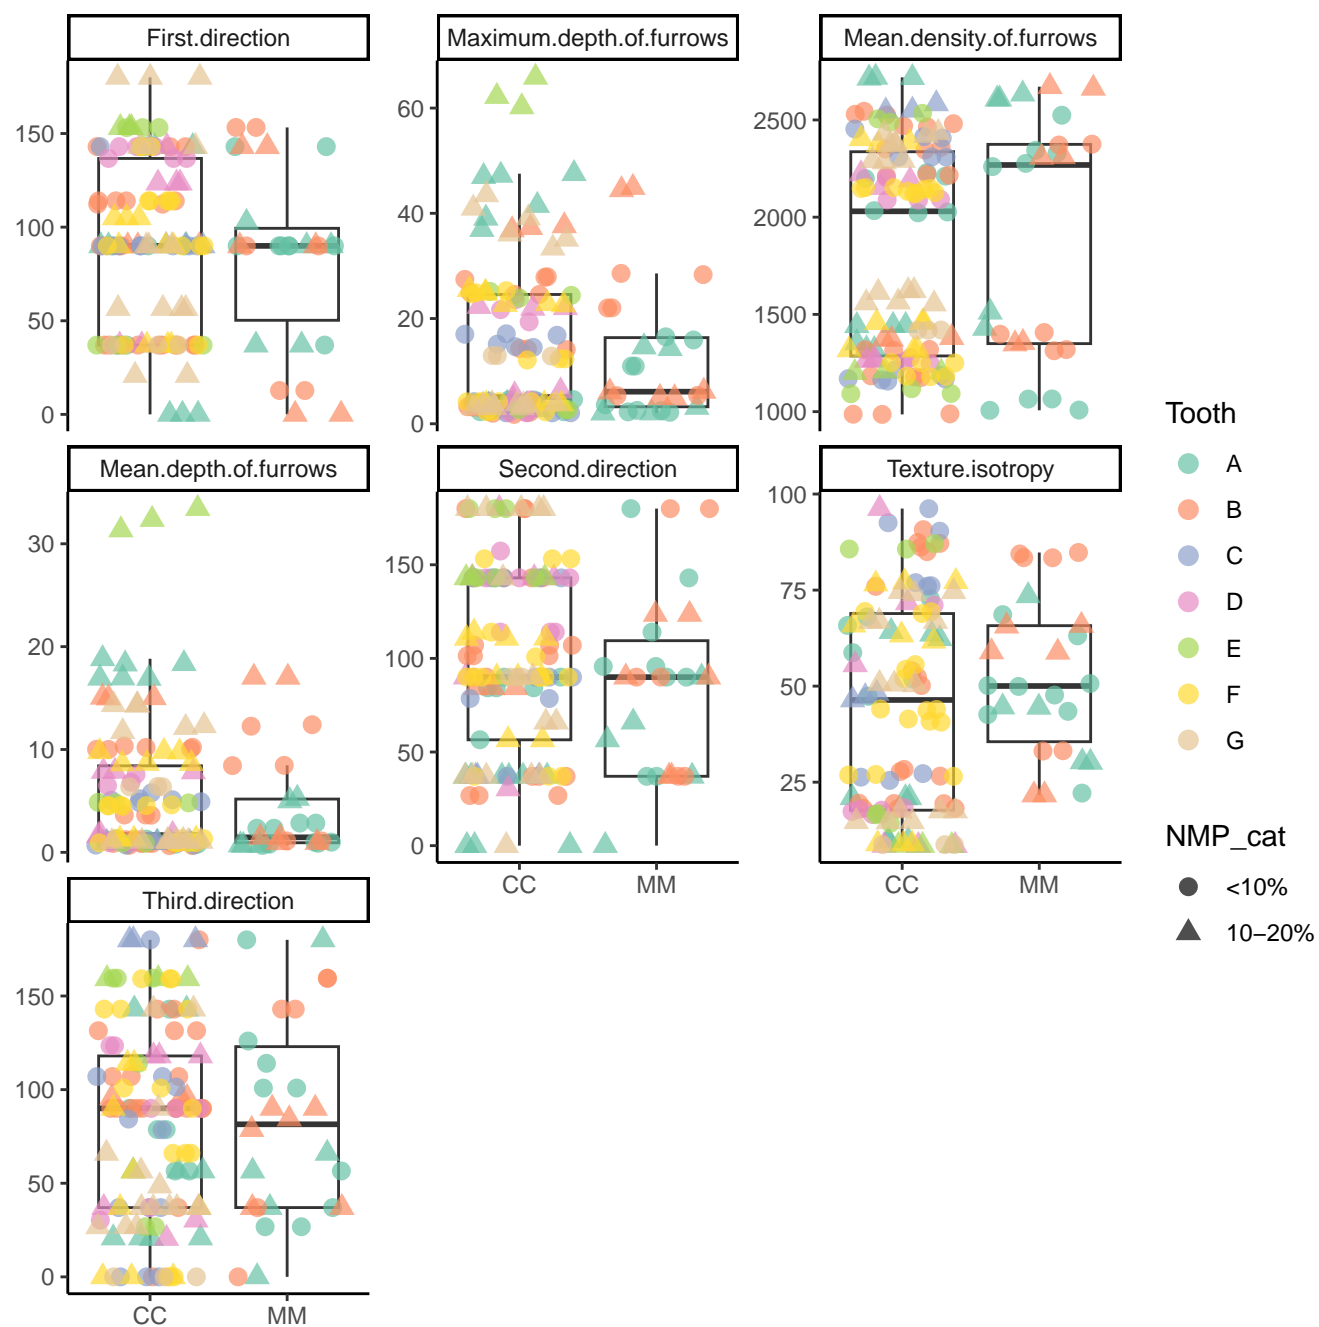 First.direction
Maximum.depth.of.furrows
Mean.density.of.furrows
150
100
50
0
60
40
20
0
2500
2000
1500
1000
Mean.depth.of.furrows
Second.direction
Texture.isotropy
30
20
10
0
150
100
50
0
100
75
50
25
CC
MM
CC
MM
Third.direction
150
100
50
0
CC
MM
Tooth
A
B
C
D
E
F
G
NMP_cat
<10%
10–20%